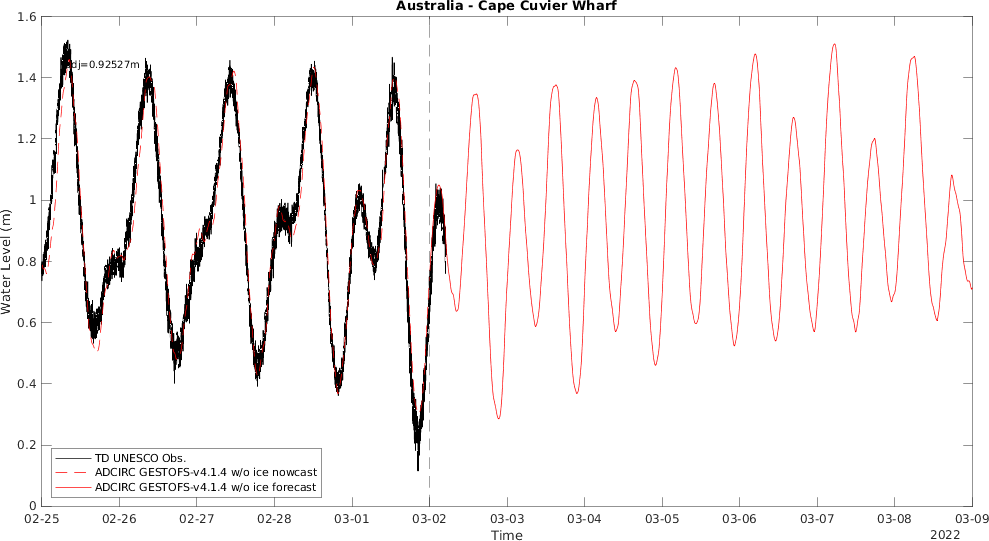 Australia - Cape Cuvier Wharf
1.6
1.4
1.2
1
0.8
0.6
0.4
0.2
0
Water Level (m)
dj=0.92527m
TD UNESCO Obs.
ADCIRC GESTOFS-v4.1.4 w/o ice nowcast
ADCIRC GESTOFS-v4.1.4 w/o ice forecast
02-25 02-26 02-27 02-28 03-01 03-02 03-03 03-04 03-05 03-06 03-07 03-08 03-09
Time
2022